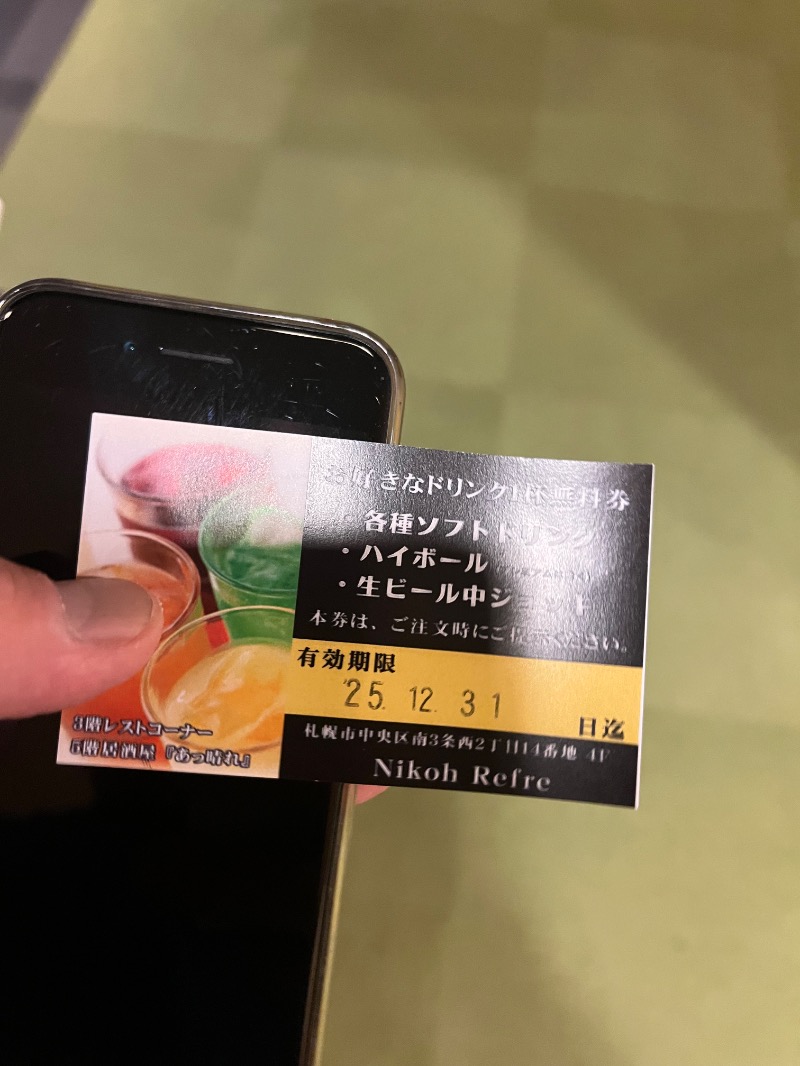 お好きなドリンク1杯無料券
・各種ソフトドリンク
・ハイボール
・生ビール中ジョッキ
本券は、ご注文時にご提示ください。
有効期限
'25. 12. 31
日迄
札幌市中央区南3条西2丁目14番地 4F
Nikoh Refre
3階レストコーナー
5階居酒屋『あっ晴れ』